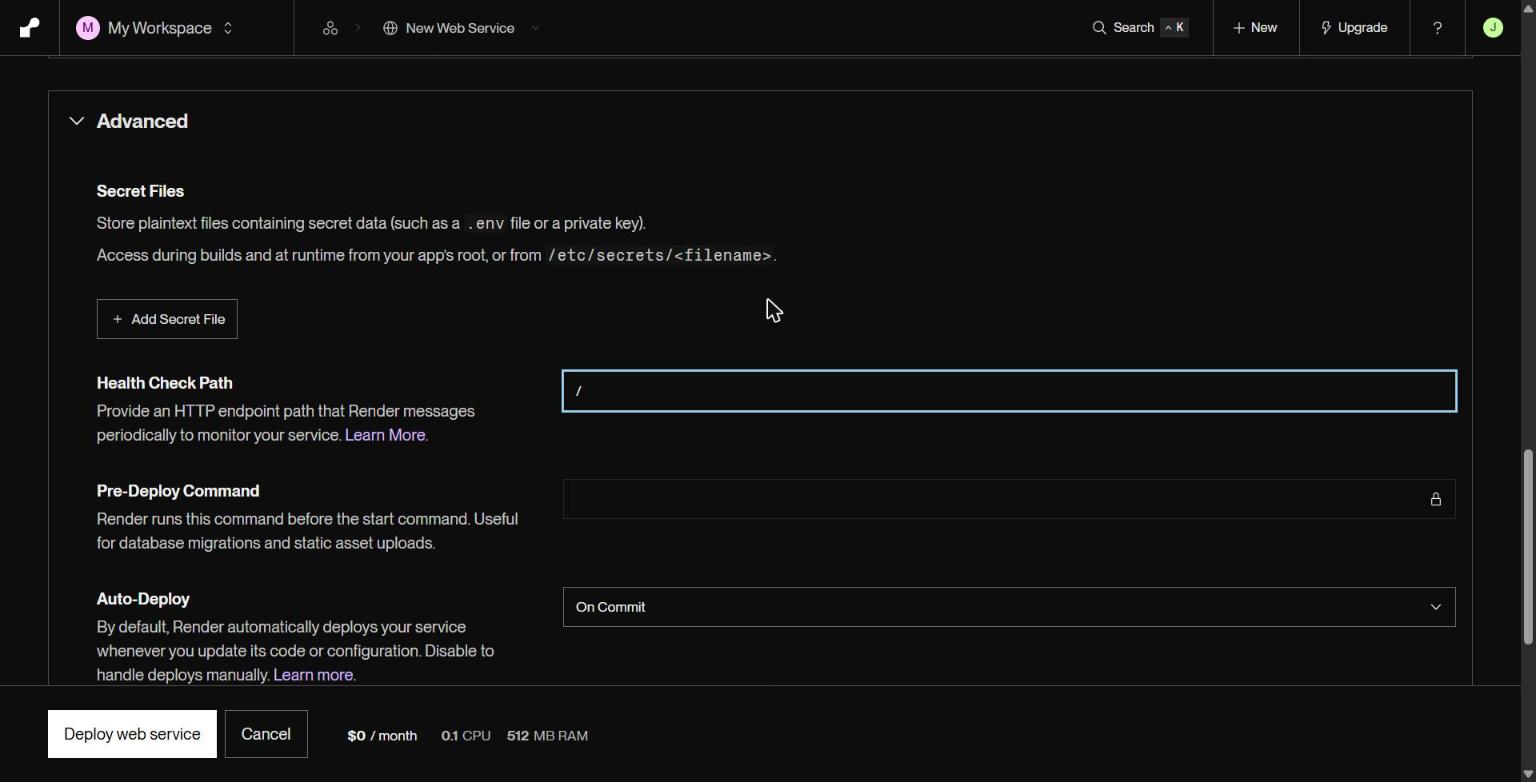 M My Workspace New Web Service Search ^ K + New Upgrade ? J
Advanced
Secret Files
Store plaintext files containing secret data (such as a .env file or a private key).
Access during builds and at runtime from your app's root, or from /etc/secrets/<filename>.
+ Add Secret File
Health Check Path
/
Provide an HTTP endpoint path that Render messages
periodically to monitor your service. Learn More.
Pre-Deploy Command
Render runs this command before the start command. Useful
for database migrations and static asset uploads.
Auto-Deploy
On Commit
By default, Render automatically deploys your service
whenever you update its code or configuration. Disable to
handle deploys manually. Learn more.
Deploy web service Cancel $0 / month 0.1 CPU 512 MB RAM